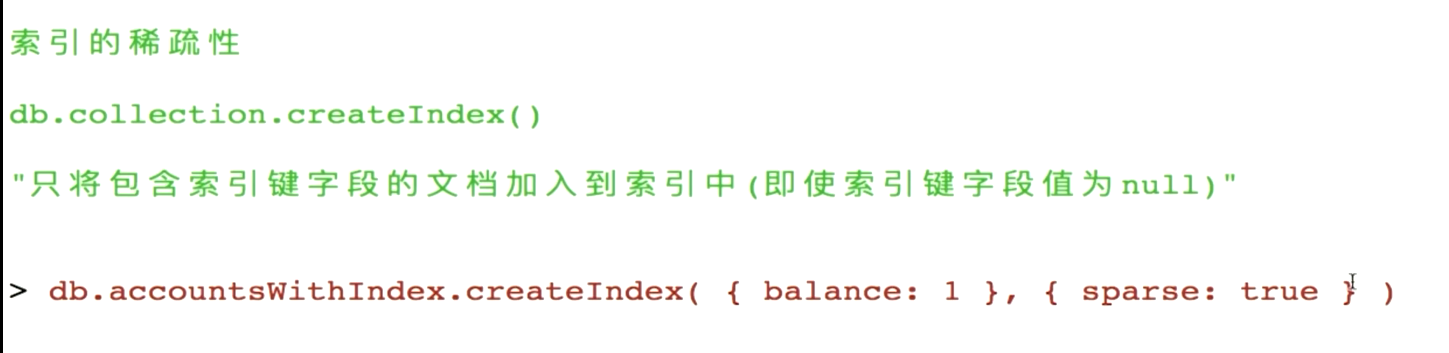 索引的稀疏性
db.collection.createIndex()
"只将包含索引键字段的文档加入到索引中(即使索引键字段值为null)"
> db.accountsWithIndex.createIndex( { balance: 1 }, { sparse: true } )